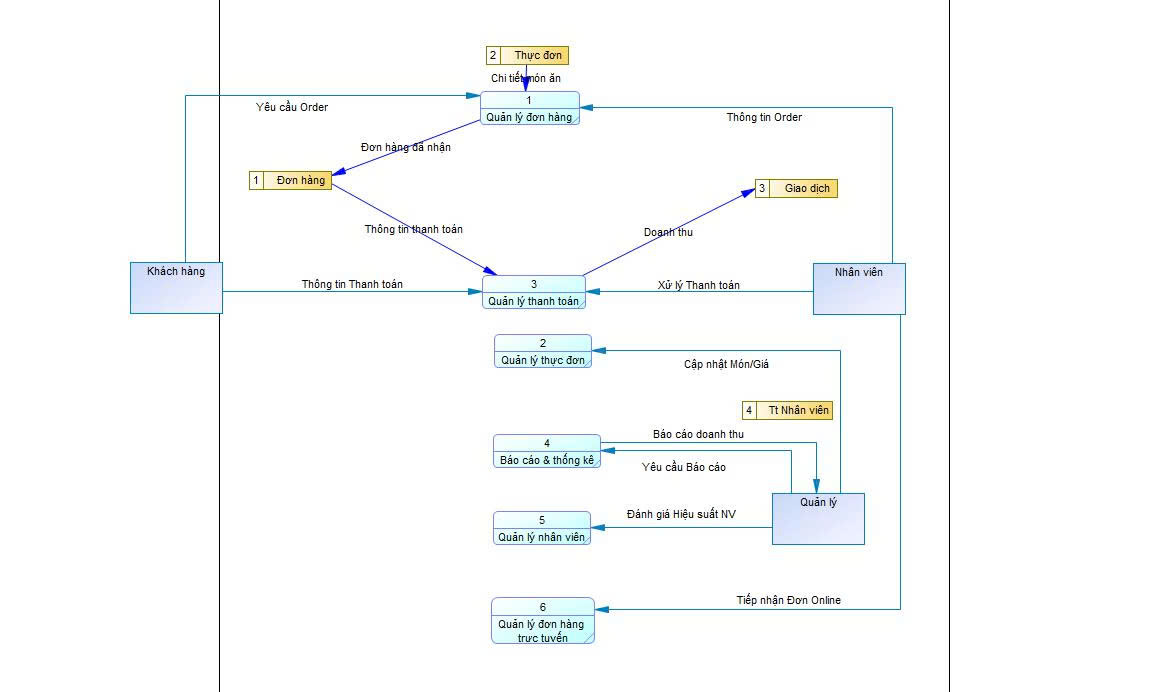 2 Thực đơn
Chi tiết món ăn
1
Quản lý đơn hàng
Yêu cầu Order
Thông tin Order
Đơn hàng đã nhận
1 Đơn hàng
3 Giao dịch
Thông tin thanh toán
Doanh thu
Khách hàng
Nhân viên
Thông tin Thanh toán
3
Quản lý thanh toán
Xử lý Thanh toán
2
Quản lý thực đơn
Cập nhật Món/Giá
4 Tt Nhân viên
Báo cáo doanh thu
4
Báo cáo & thống kê
Yêu cầu Báo cáo
Quản lý
Đánh giá Hiệu suất NV
5
Quản lý nhân viên
Tiếp nhận Đơn Online
6
Quản lý đơn hàng
trực tuyến